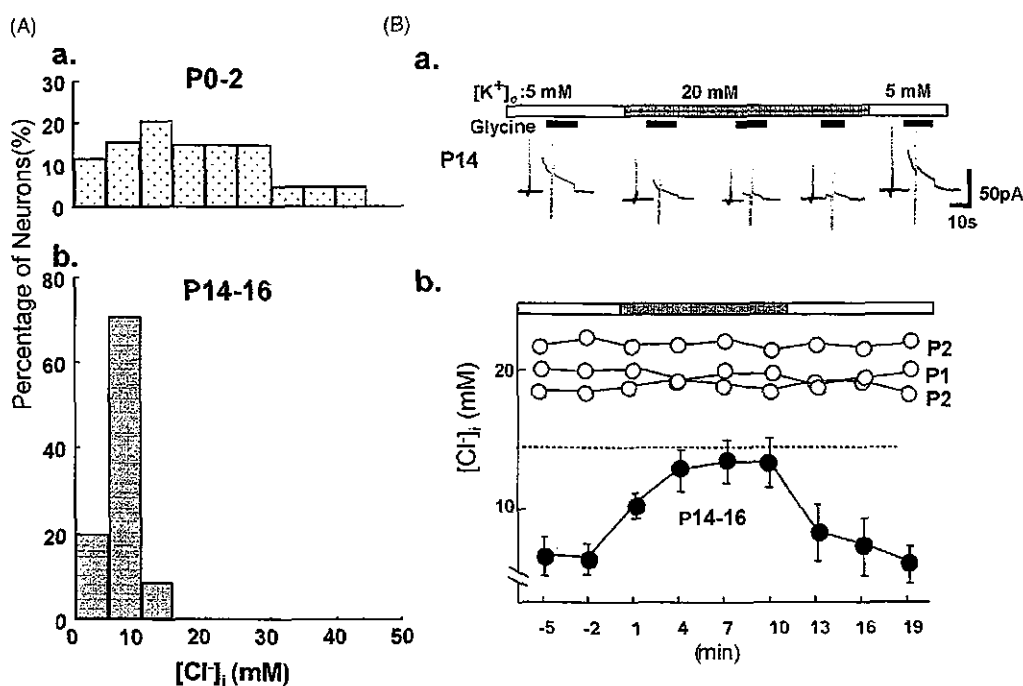 (A)
a.
P0-2
30
20
10
0
Percentage of Neurons(%)
b.
P14-16
80
60
40
20
0
0 10 20 30 40 50
[Cl-]i (mM)
(B)
a.
[K+]o :5 mM 20 mM 5 mM
Glycine
P14
50pA
10s
b.
P2
P1
P2
20
[Cl-]i (mM)
10
P14-16
-5 -2 1 4 7 10 13 16 19
(min)